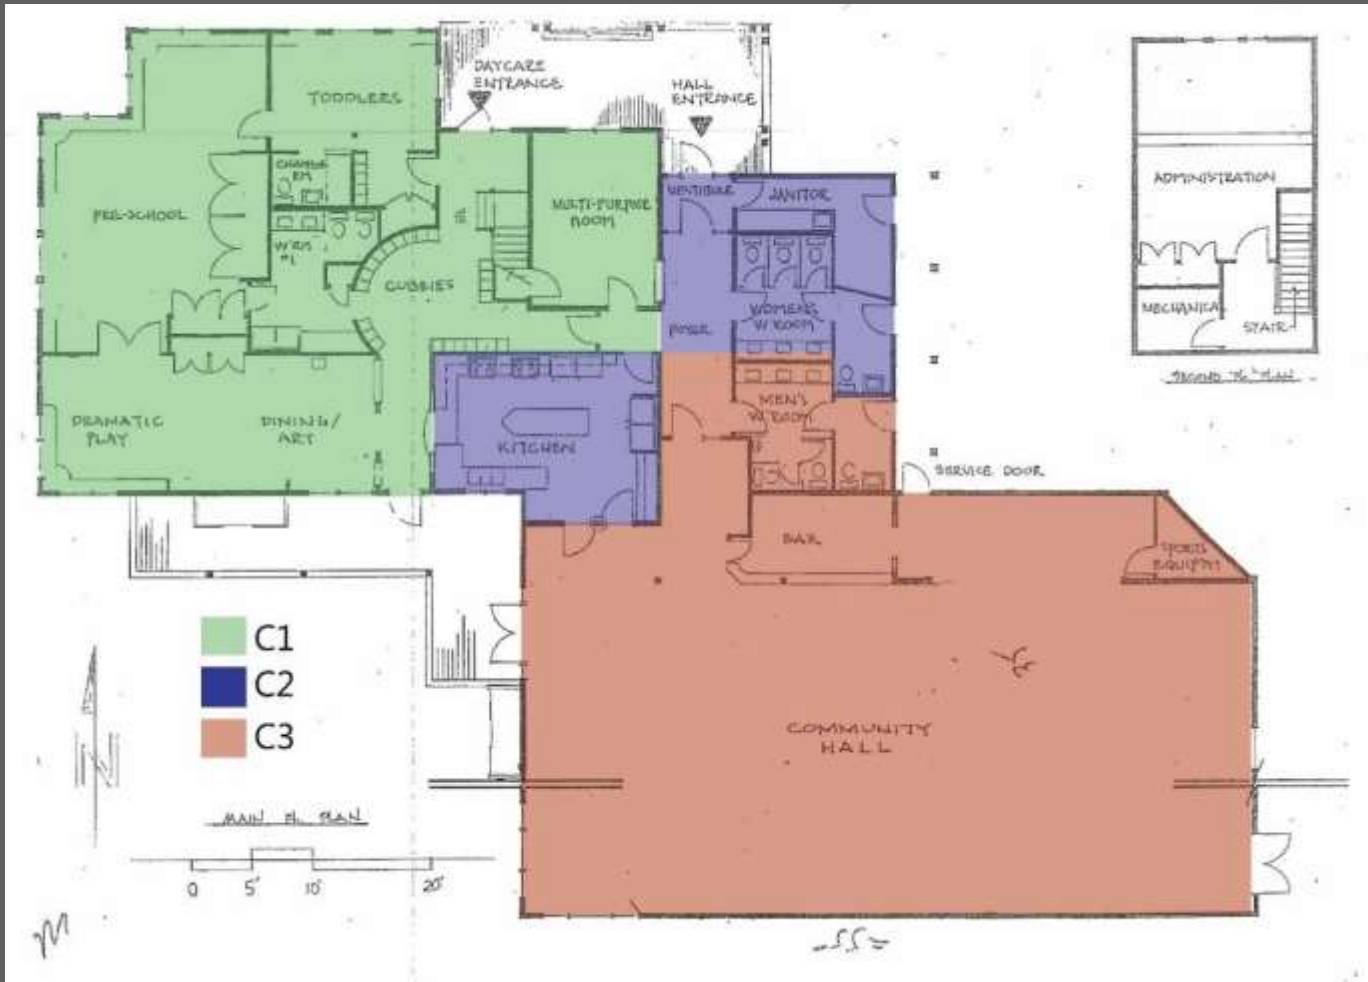 DAYCARE
ENTRANCE
HALL
ENTRANCE
TODDLERS
CHANGE
RM
PRE-SCHOOL
W/RM
#1
CUBBIES
MULTI-PURPOSE
ROOM
VESTIBULE
JANITOR
WOMEN'S
W/ROOM
FOYER
ADMINISTRATION
MECHANICAL
STAIR
SECOND FL PLAN
DRAMATIC
PLAY
DINING/
ART
KITCHEN
MEN'S
W/ROOM
SERVICE DOOR
BAR
SPORTS
EQUIPM'T
C1
C2
C3
COMMUNITY
HALL
MAIN FL PLAN
0 5' 10' 20'